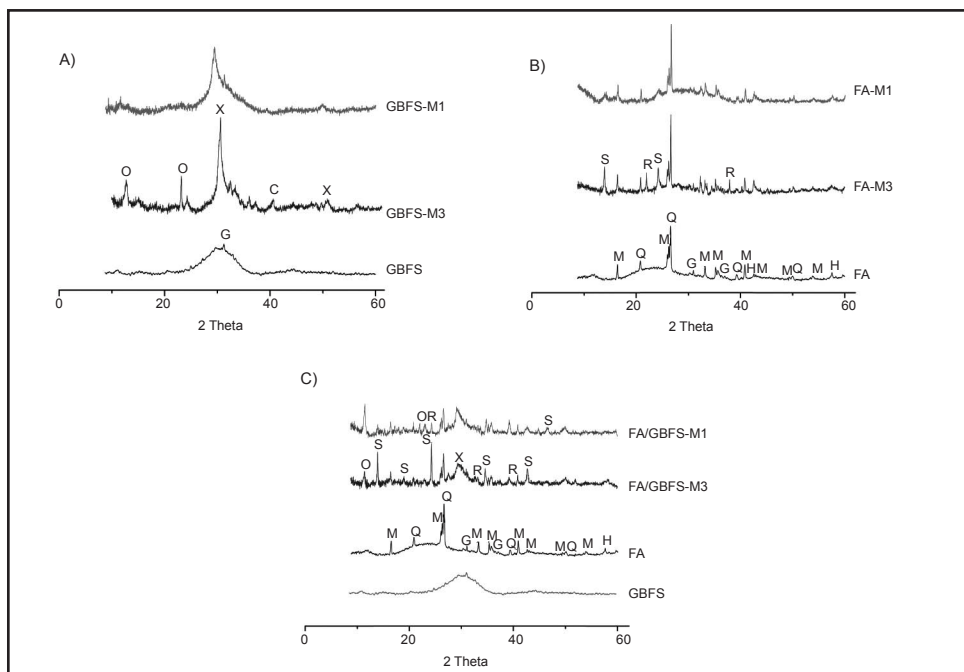 A)
GBFS-M1
X
O O C X
GBFS-M3
G
GBFS
0 20 40 60
2 Theta
B)
FA-M1
S R S R
FA-M3
Q
M Q M G M M G Q M H M M Q M H
FA
0 20 40 60
2 Theta
C)
O R S
FA/GBFS-M1
O S S S X R S R S
FA/GBFS-M3
Q
M Q M G M M G Q M M M Q M H
FA
GBFS
0 20 40 60
2 Theta